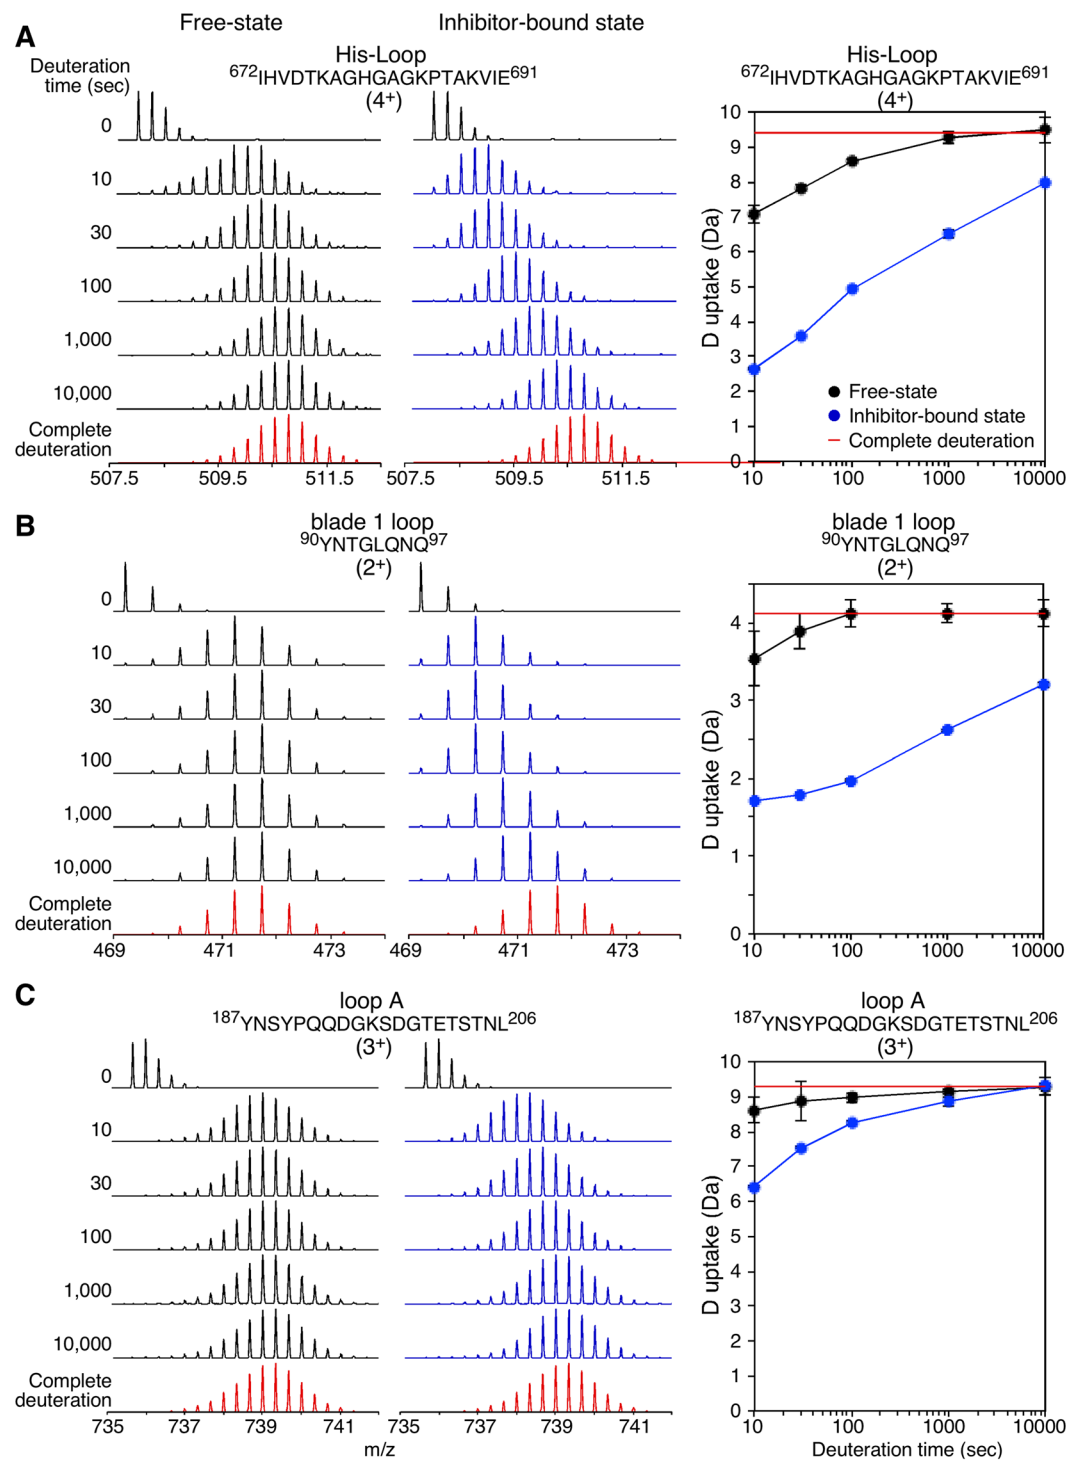 A
Free-state
Inhibitor-bound state
Deuteration
time (sec)
His-Loop
672IHVDTKAGHGAGKPTAKVIE691
(4+)
0
10
30
100
1,000
10,000
Complete
deuteration
507.5
509.5
511.5
507.5
509.5
511.5
His-Loop
672IHVDTKAGHGAGKPTAKVIE691
(4+)
D uptake (Da)
10
9
8
7
6
5
4
3
2
1
0
Free-state
Inhibitor-bound state
Complete deuteration
10
100
1000
10000
B
blade 1 loop
90YNTGLQNQ97
(2+)
0
10
30
100
1,000
10,000
Complete
deuteration
469
471
473
469
471
473
blade 1 loop
90YNTGLQNQ97
(2+)
D uptake (Da)
4
3
2
1
0
10
100
1000
10000
C
loop A
187YNSYPQQDGKSDGTETSTNL206
(3+)
0
10
30
100
1,000
10,000
Complete
deuteration
735
737
739
741
735
737
739
741
m/z
loop A
187YNSYPQQDGKSDGTETSTNL206
(3+)
D uptake (Da)
10
9
8
7
6
5
4
3
2
1
0
10
100
1000
10000
Deuteration time (sec)